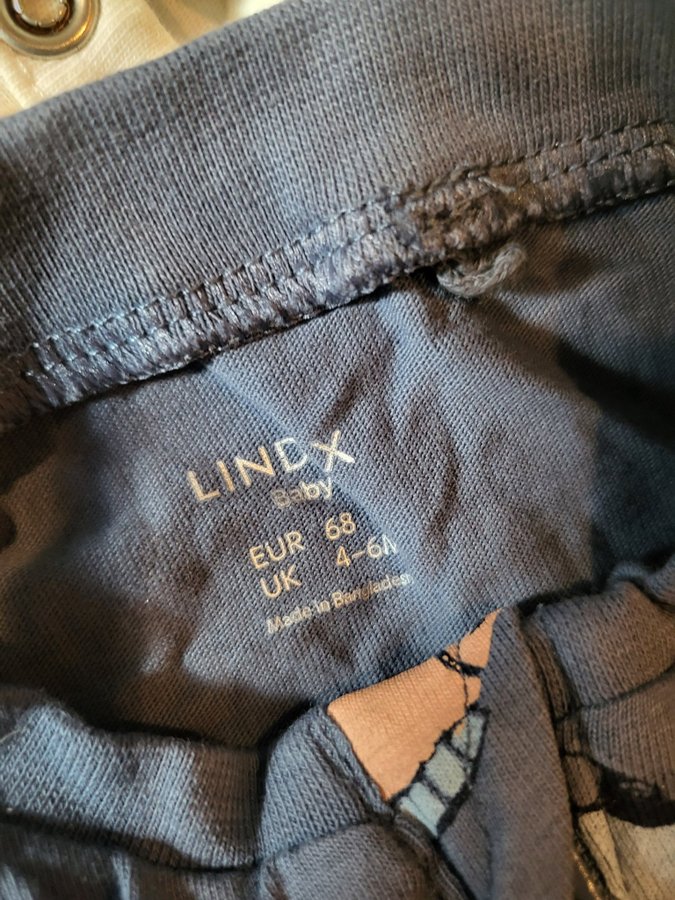 LINDX
Baby
EUR 68
UK 4-6M
Made in Bangladesh